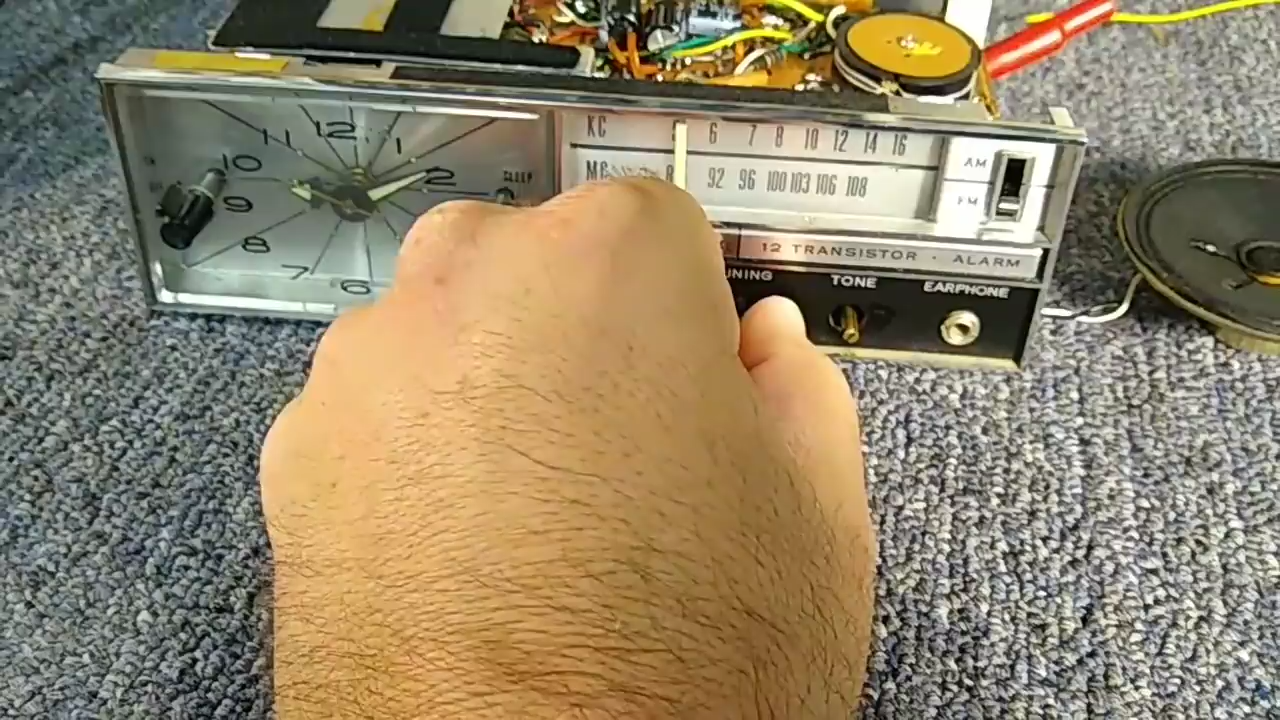 12
11
1
10
2
SLEEP
9
8
7
6
KC 5 6 7 8 10 12 14 16
MC 92 96 100 103 106 108
AM
FM
12 TRANSISTOR · ALARM
TONE
EARPHONE